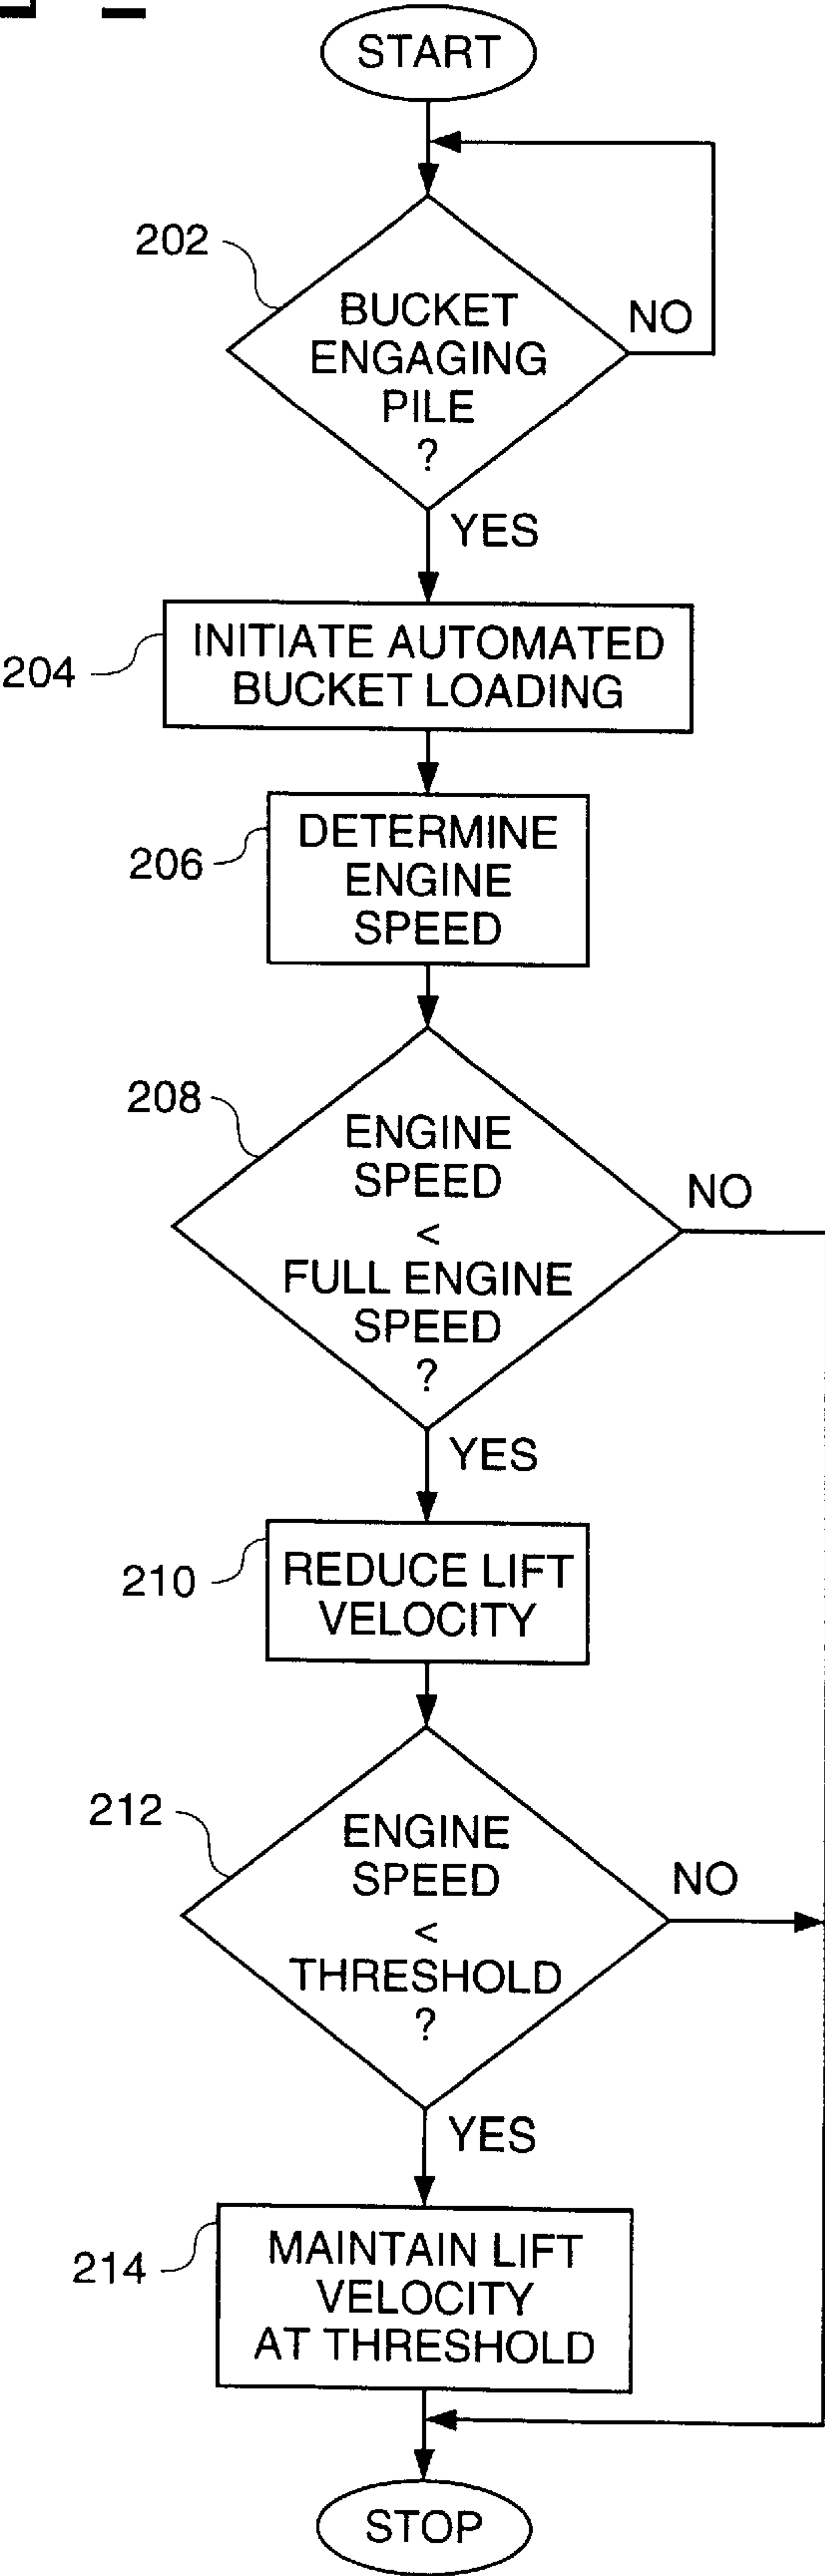 START
202
BUCKET
ENGAGING
PILE
?
NO
YES
204
INITIATE AUTOMATED
BUCKET LOADING
206
DETERMINE
ENGINE
SPEED
208
ENGINE
SPEED
<
FULL ENGINE
SPEED
?
NO
YES
210
REDUCE LIFT
VELOCITY
212
ENGINE
SPEED
<
THRESHOLD
?
NO
YES
214
MAINTAIN LIFT
VELOCITY
AT THRESHOLD
STOP